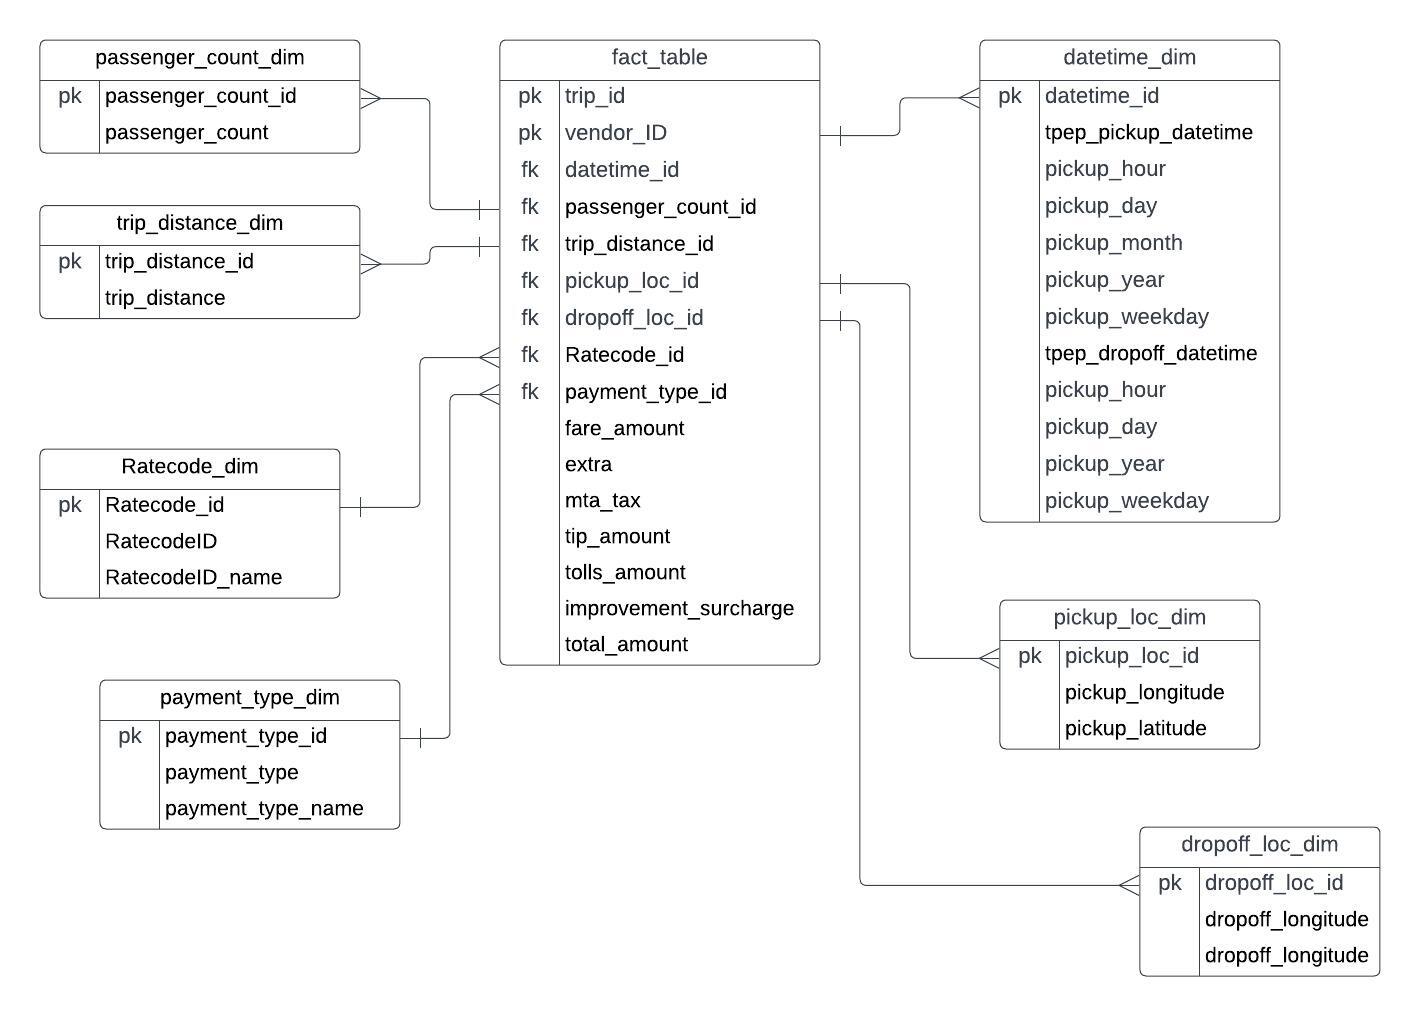 passenger_count_dim
pk passenger_count_id
passenger_count
trip_distance_dim
pk trip_distance_id
trip_distance
Ratecode_dim
pk Ratecode_id
RatecodeID
RatecodeID_name
payment_type_dim
pk payment_type_id
payment_type
payment_type_name
fact_table
pk trip_id
pk vendor_ID
fk datetime_id
fk passenger_count_id
fk trip_distance_id
fk pickup_loc_id
fk dropoff_loc_id
fk Ratecode_id
fk payment_type_id
fare_amount
extra
mta_tax
tip_amount
tolls_amount
improvement_surcharge
total_amount
datetime_dim
pk datetime_id
tpep_pickup_datetime
pickup_hour
pickup_day
pickup_month
pickup_year
pickup_weekday
tpep_dropoff_datetime
pickup_hour
pickup_day
pickup_year
pickup_weekday
pickup_loc_dim
pk pickup_loc_id
pickup_longitude
pickup_latitude
dropoff_loc_dim
pk dropoff_loc_id
dropoff_longitude
dropoff_longitude